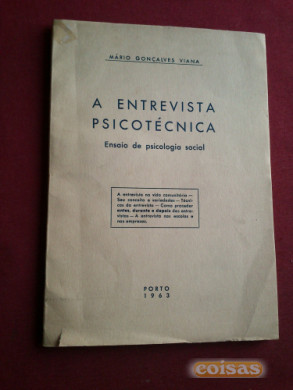 MÁRIO GONÇALVES VIANA
A ENTREVISTA
PSICOTÉCNICA
Ensaio de psicologia social
A entrevista na vida comunitária —
Seu conceito e variedades — Técni-
cas da entrevista — Como proceder
antes, durante e depois das entre-
vistas — A entrevista nas escolas e
nas empresas.
PORTO
1963
coisas